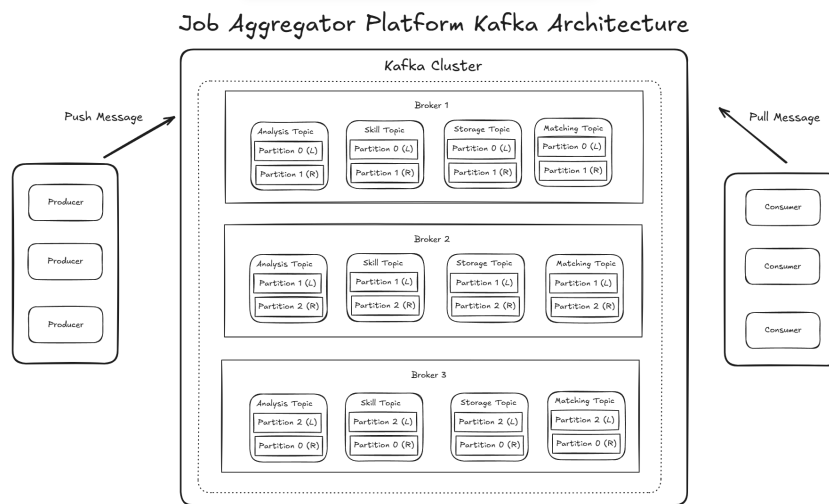 Job Aggregator Platform Kafka Architecture
Kafka Cluster
Push Message
Pull Message
Producer
Producer
Producer
Broker 1
Analysis Topic
Partition 0 (L)
Partition 1 (R)
Skill Topic
Partition 0 (L)
Partition 1 (R)
Storage Topic
Partition 0 (L)
Partition 1 (R)
Matching Topic
Partition 0 (L)
Partition 1 (R)
Broker 2
Analysis Topic
Partition 1 (L)
Partition 2 (R)
Skill Topic
Partition 1 (L)
Partition 2 (R)
Storage Topic
Partition 1 (L)
Partition 2 (R)
Matching Topic
Partition 1 (L)
Partition 2 (R)
Broker 3
Analysis Topic
Partition 2 (L)
Partition 0 (R)
Skill Topic
Partition 2 (L)
Partition 0 (R)
Storage Topic
Partition 2 (L)
Partition 0 (R)
Matching Topic
Partition 2 (L)
Partition 0 (R)
Consumer
Consumer
Consumer